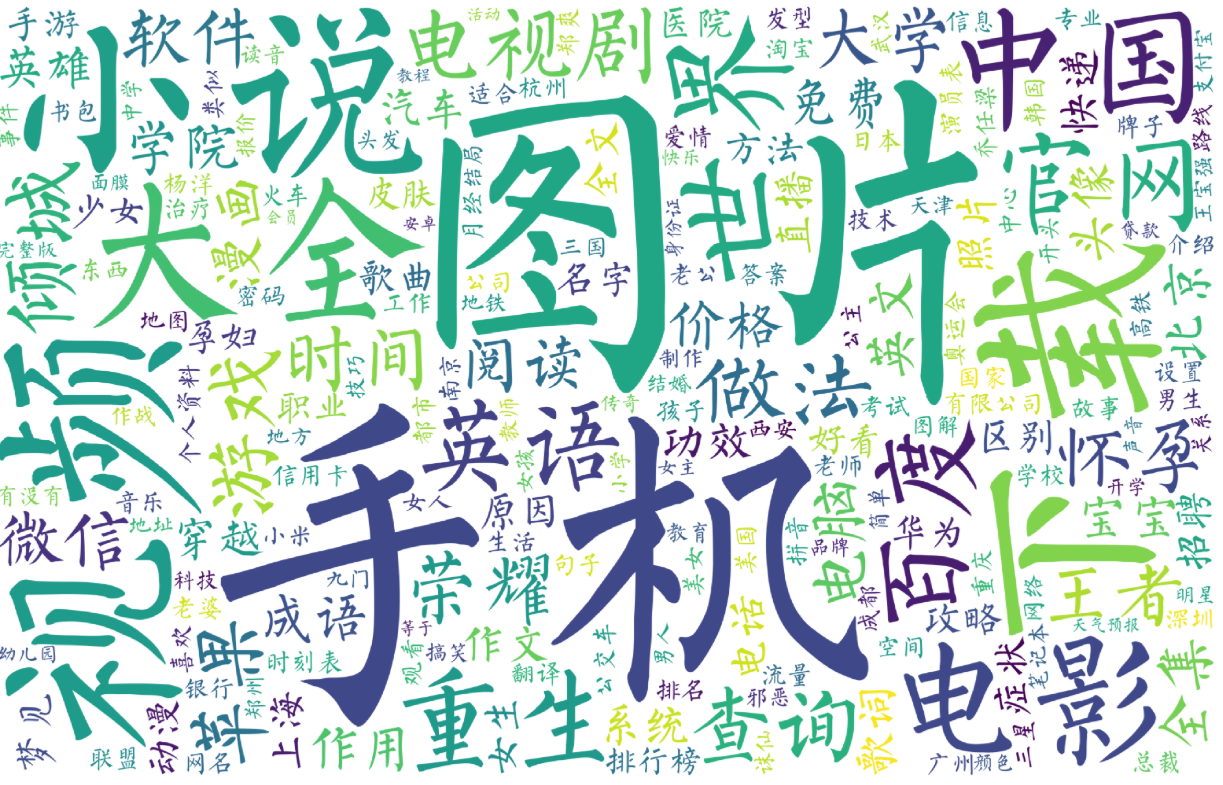 手游
软件
小说
电视剧
活动
郑爽
医院
发型
淘宝
武汉
大学
信息
中国
专业
支付宝
英雄
读音
教程
书包
中学
类似
汽车
适合
杭州
世界
免费
演员表
乔任梁
韩国
快递
牌子
路线
事件
学院
报价
头发
月经
结局
图片
全文
爱情
快乐
方法
日本
官网
王宝强
倾城
面膜
杨洋
火车
皮肤
少女
治疗
会员
安卓
大全
漫画
三国
身份证
直播
技术
天津
照片
中心
开头
头像
贷款
介绍
完整版
东西
密码
歌曲
公司
名字
老公
答案
工作
地铁
地图
孕妇
价格
公主
英文
奥运会
下载
高铁
北京
视频
个人资料
游戏
时间
技巧
南京
阅读
制作
结婚
做法
国家
设置
作战
职业
都市
教师
传奇
孩子
考试
有限公司
故事
男生
地方
手机
英语
功效
西安
好看
图解
区别
声音
关系
有没有
音乐
信用卡
女孩
小学
女主
老师
百度
学校
怀孕
开学
微信
地址
穿越
小米
女人
原因
生活
教育
美女
美国
拼音
电脑
简单
品牌
华为
重庆
宝宝
招聘
科技
老婆
九门
荣耀
句子
成都
攻略
网络
王者
明星
深圳
成语
等于
天气预报
幼儿园
喜欢
苹果
时刻表
观看
搞笑
作文
翻译
公交车
男人
电话
流量
空间
电影
笔记本
症状
全集
梦见
动漫
银行
郑州
上海
重生
女生
排名
邪恶
查询
联盟
网名
作用
系统
排行榜
诛仙
歌词
广州
颜色
三星
总裁